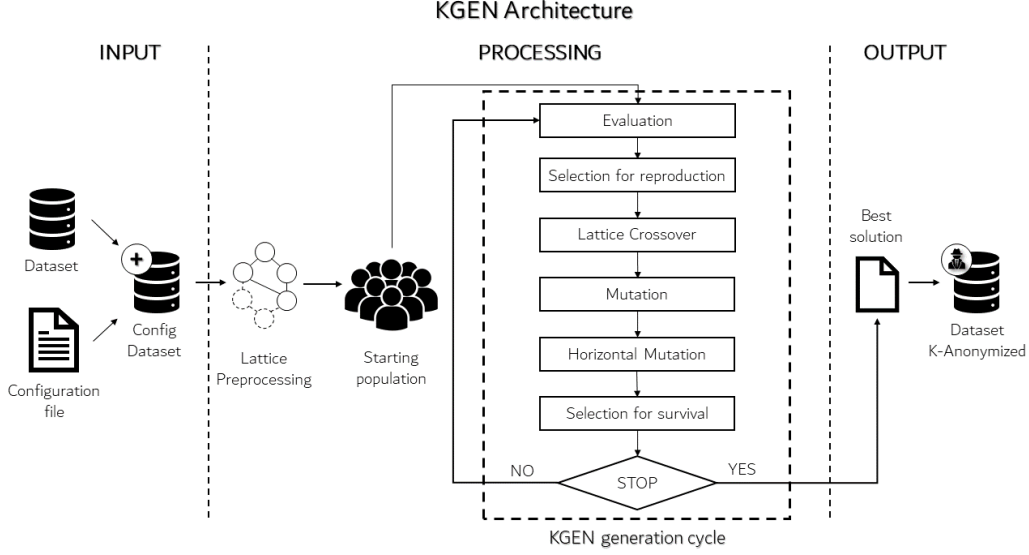 KGEN Architecture
INPUT
PROCESSING
OUTPUT
Dataset
Configuration
file
+
Config
Dataset
Lattice
Preprocessing
Starting
population
Evaluation
Selection for reproduction
Lattice Crossover
Mutation
Horizontal Mutation
Selection for survival
STOP
NO
YES
KGEN generation cycle
Best
solution
Dataset
K-Anonymized